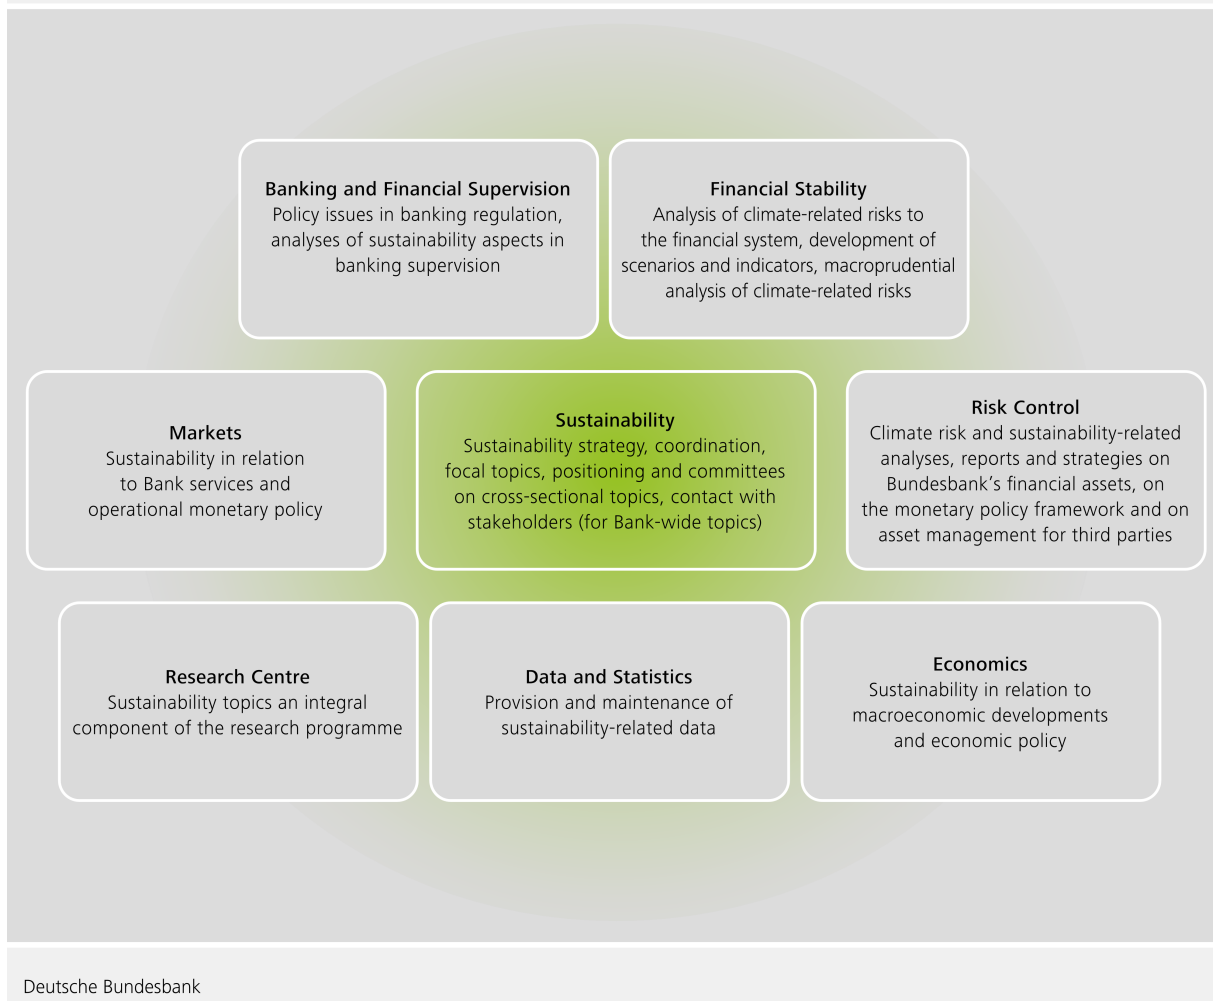 Banking and Financial Supervision
Policy issues in banking regulation,
analyses of sustainability aspects in
banking supervision
Financial Stability
Analysis of climate-related risks to
the financial system, development of
scenarios and indicators, macroprudential
analysis of climate-related risks
Markets
Sustainability in relation
to Bank services and
operational monetary policy
Sustainability
Sustainability strategy, coordination,
focal topics, positioning and committees
on cross-sectional topics, contact with
stakeholders (for Bank-wide topics)
Risk Control
Climate risk and sustainability-related
analyses, reports and strategies on
Bundesbank’s financial assets, on
the monetary policy framework and on
asset management for third parties
Research Centre
Sustainability topics an integral
component of the research programme
Data and Statistics
Provision and maintenance of
sustainability-related data
Economics
Sustainability in relation to
macroeconomic developments
and economic policy
Deutsche Bundesbank